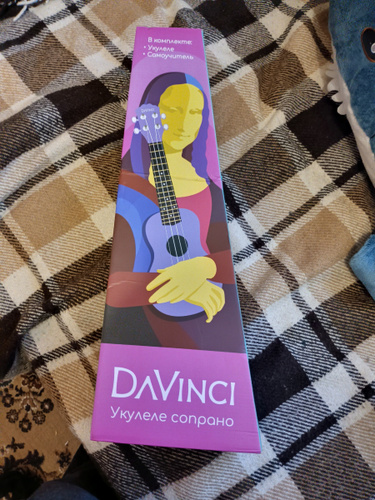 В комплекте:
• Укулеле
• Самоучитель
DAVINCI
Укулеле сопрано